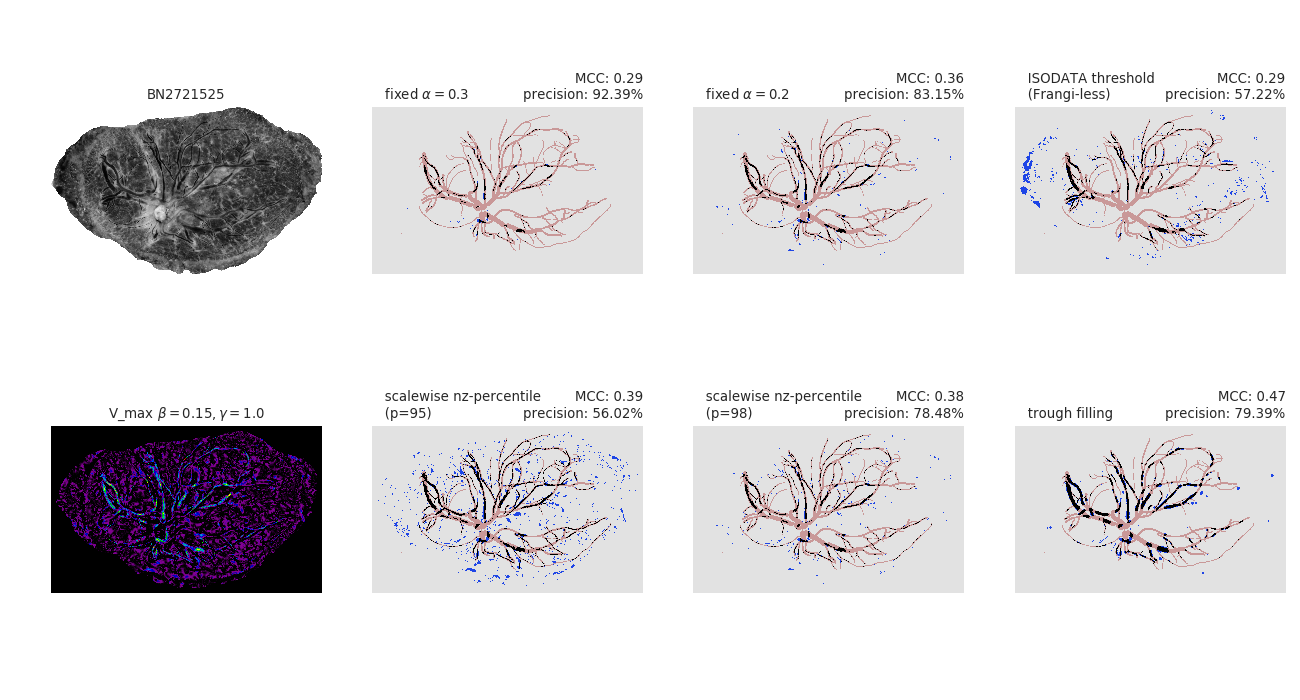 BN2721525
fixed α = 0.3
MCC: 0.29
precision: 92.39%
fixed α = 0.2
MCC: 0.36
precision: 83.15%
ISODATA threshold
(Frangi-less)
MCC: 0.29
precision: 57.22%
V_max β = 0.15, γ = 1.0
scalewise nz-percentile
(p=95)
MCC: 0.39
precision: 56.02%
scalewise nz-percentile
(p=98)
MCC: 0.38
precision: 78.48%
trough filling
MCC: 0.47
precision: 79.39%